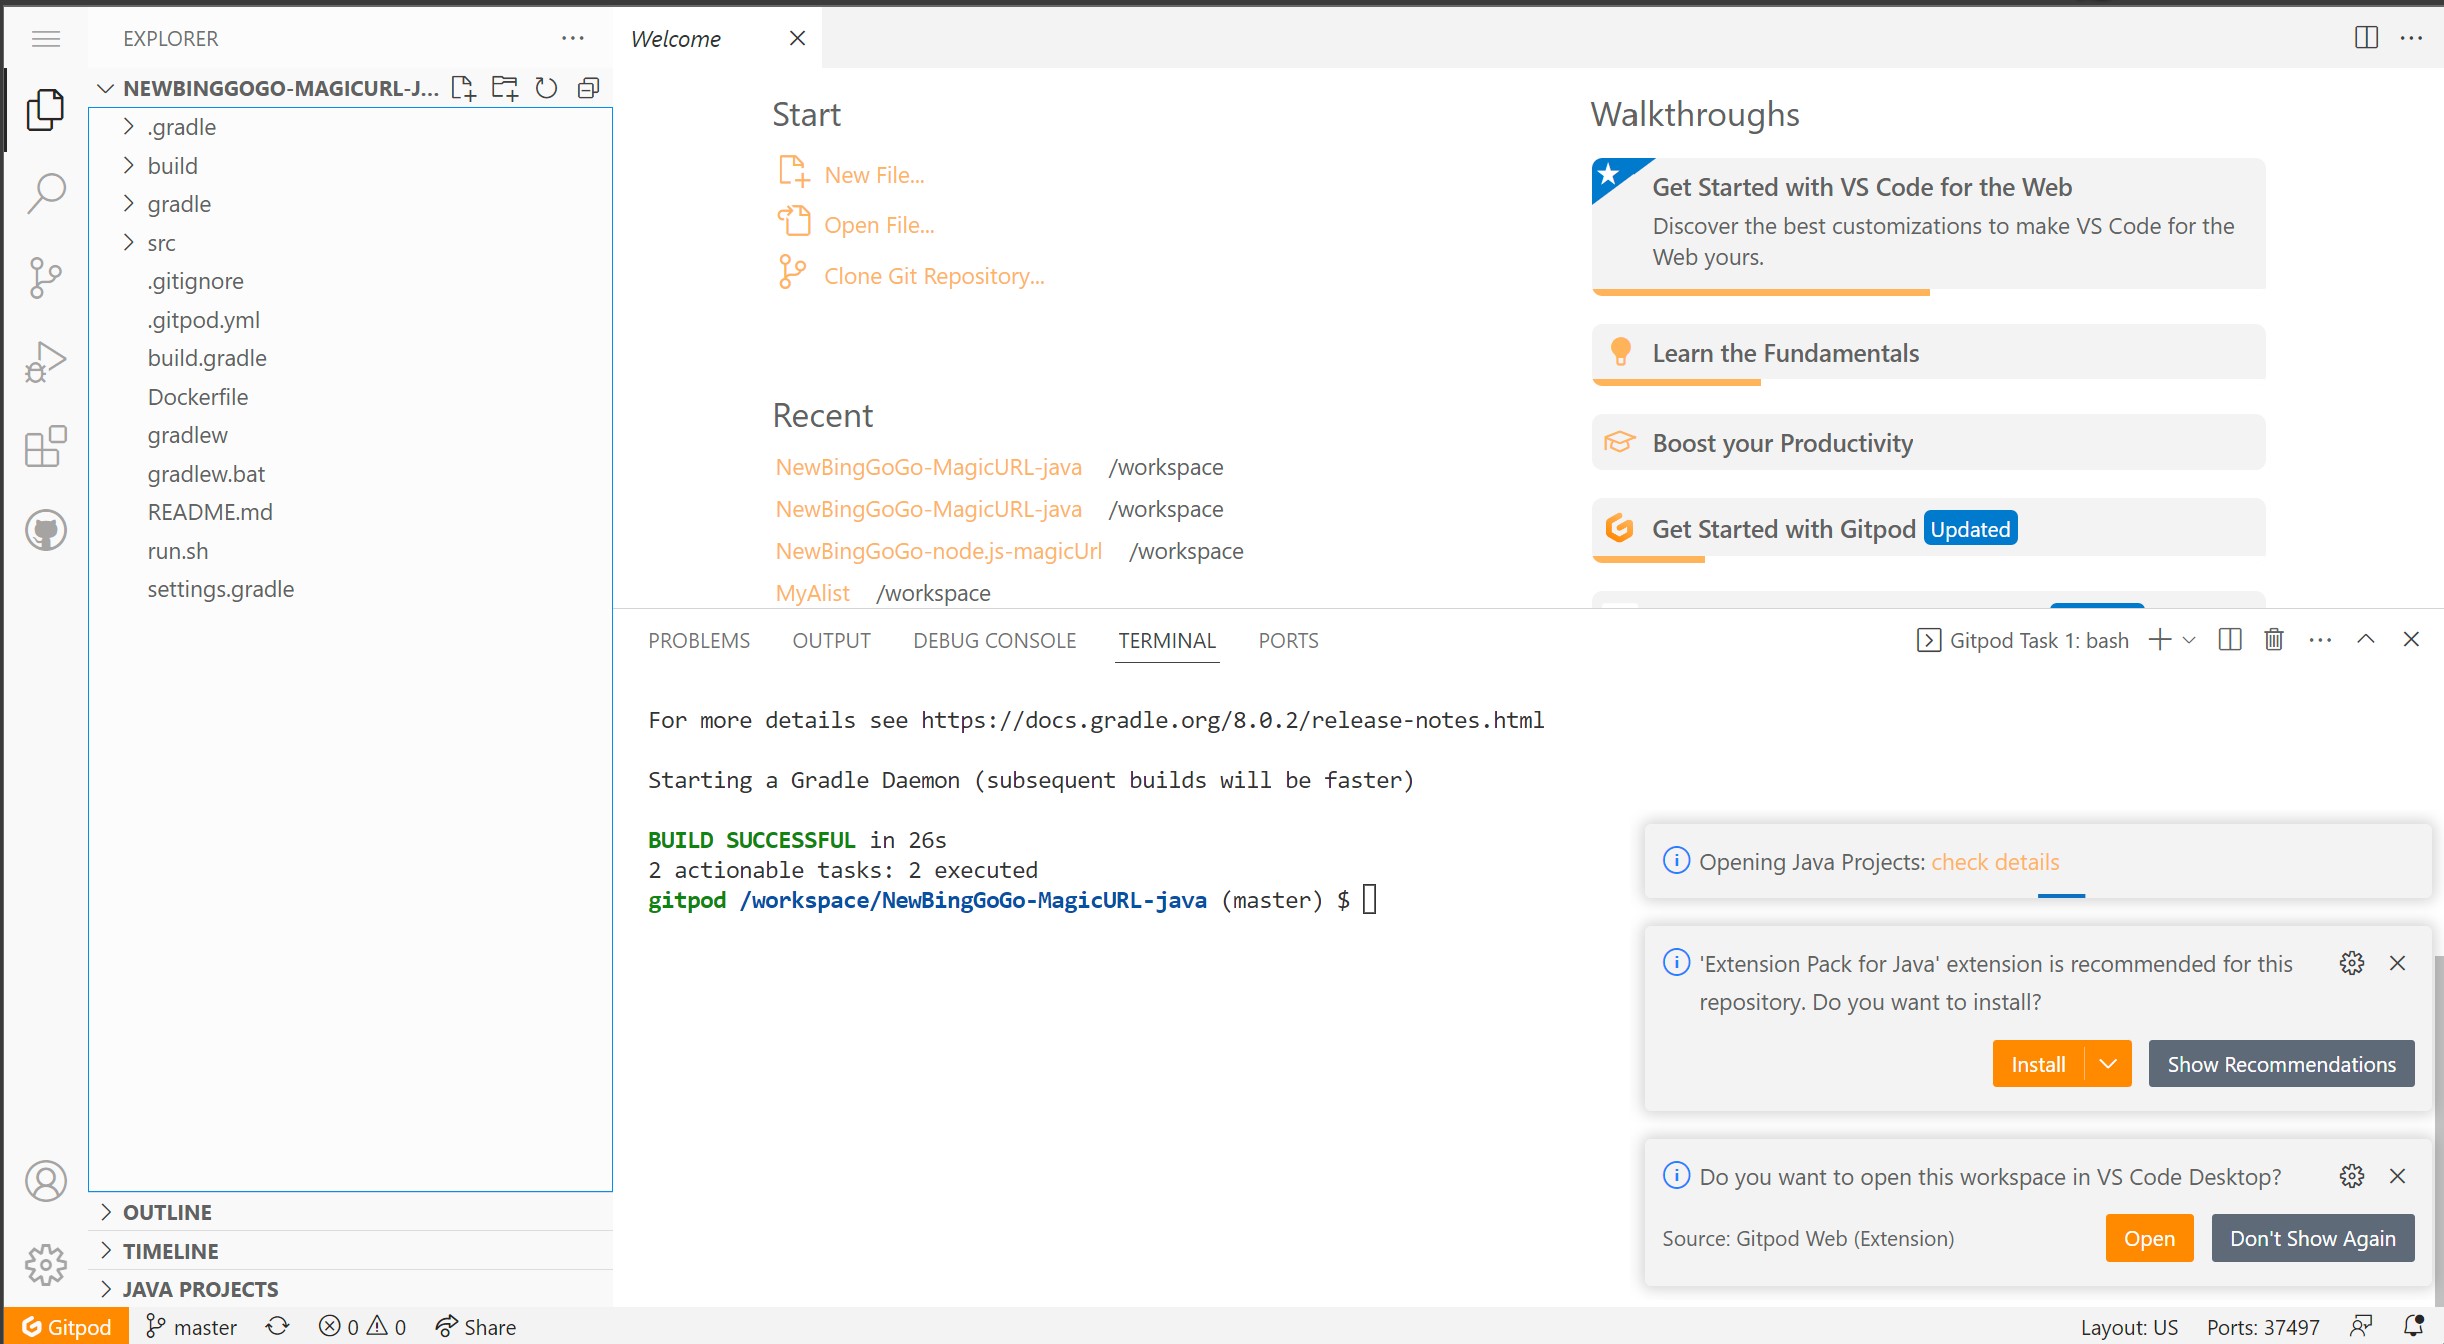 EXPLORER
NEWBINGGOGO-MAGICURL-J...
.gradle
build
gradle
src
.gitignore
.gitpod.yml
build.gradle
Dockerfile
gradlew
gradlew.bat
README.md
run.sh
settings.gradle
OUTLINE
TIMELINE
JAVA PROJECTS
Welcome
Start
New File...
Open File...
Clone Git Repository...
Recent
NewBingGoGo-MagicURL-java /workspace
NewBingGoGo-MagicURL-java /workspace
NewBingGoGo-node.js-magicUrl /workspace
MyAlist /workspace
Walkthroughs
Get Started with VS Code for the Web
Discover the best customizations to make VS Code for the
Web yours.
Learn the Fundamentals
Boost your Productivity
Get Started with Gitpod Updated
PROBLEMS OUTPUT DEBUG CONSOLE TERMINAL PORTS
Gitpod Task 1: bash
For more details see https://docs.gradle.org/8.0.2/release-notes.html
Starting a Gradle Daemon (subsequent builds will be faster)
BUILD SUCCESSFUL in 26s
2 actionable tasks: 2 executed
gitpod /workspace/NewBingGoGo-MagicURL-java (master) $
Opening Java Projects: check details
'Extension Pack for Java' extension is recommended for this
repository. Do you want to install?
Install Show Recommendations
Do you want to open this workspace in VS Code Desktop?
Source: Gitpod Web (Extension) Open Don't Show Again
Gitpod master 0 0 Share Layout: US Ports: 37497